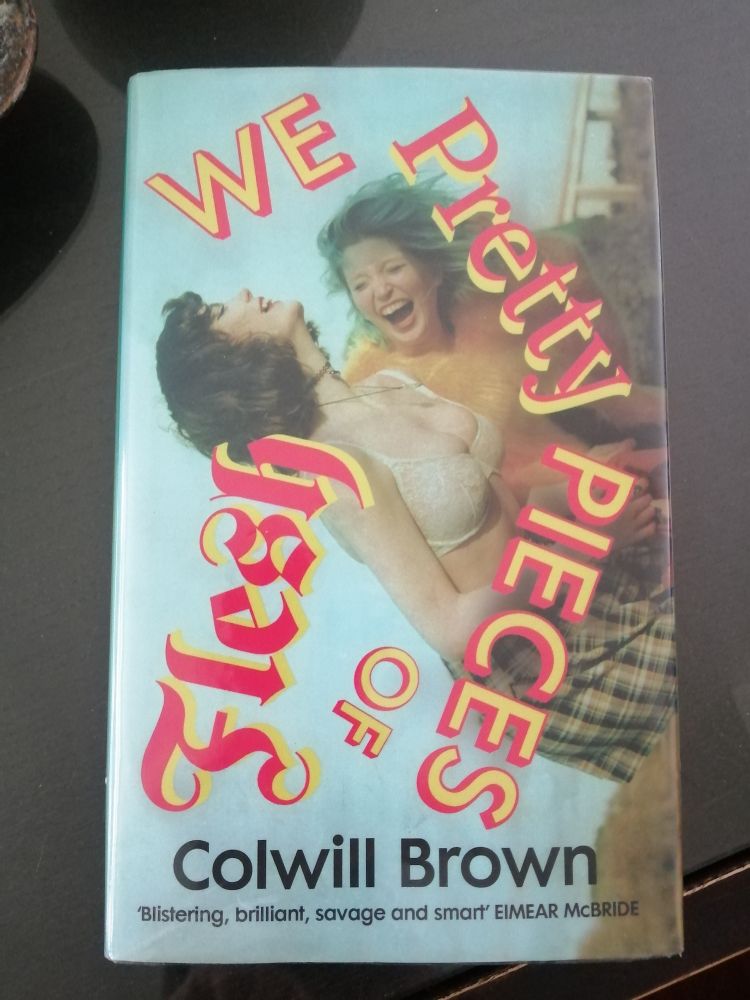 WE
Pretty
PIECES
OF
Flesh
Colwill Brown
'Blistering, brilliant, savage and smart' EIMEAR McBRIDE